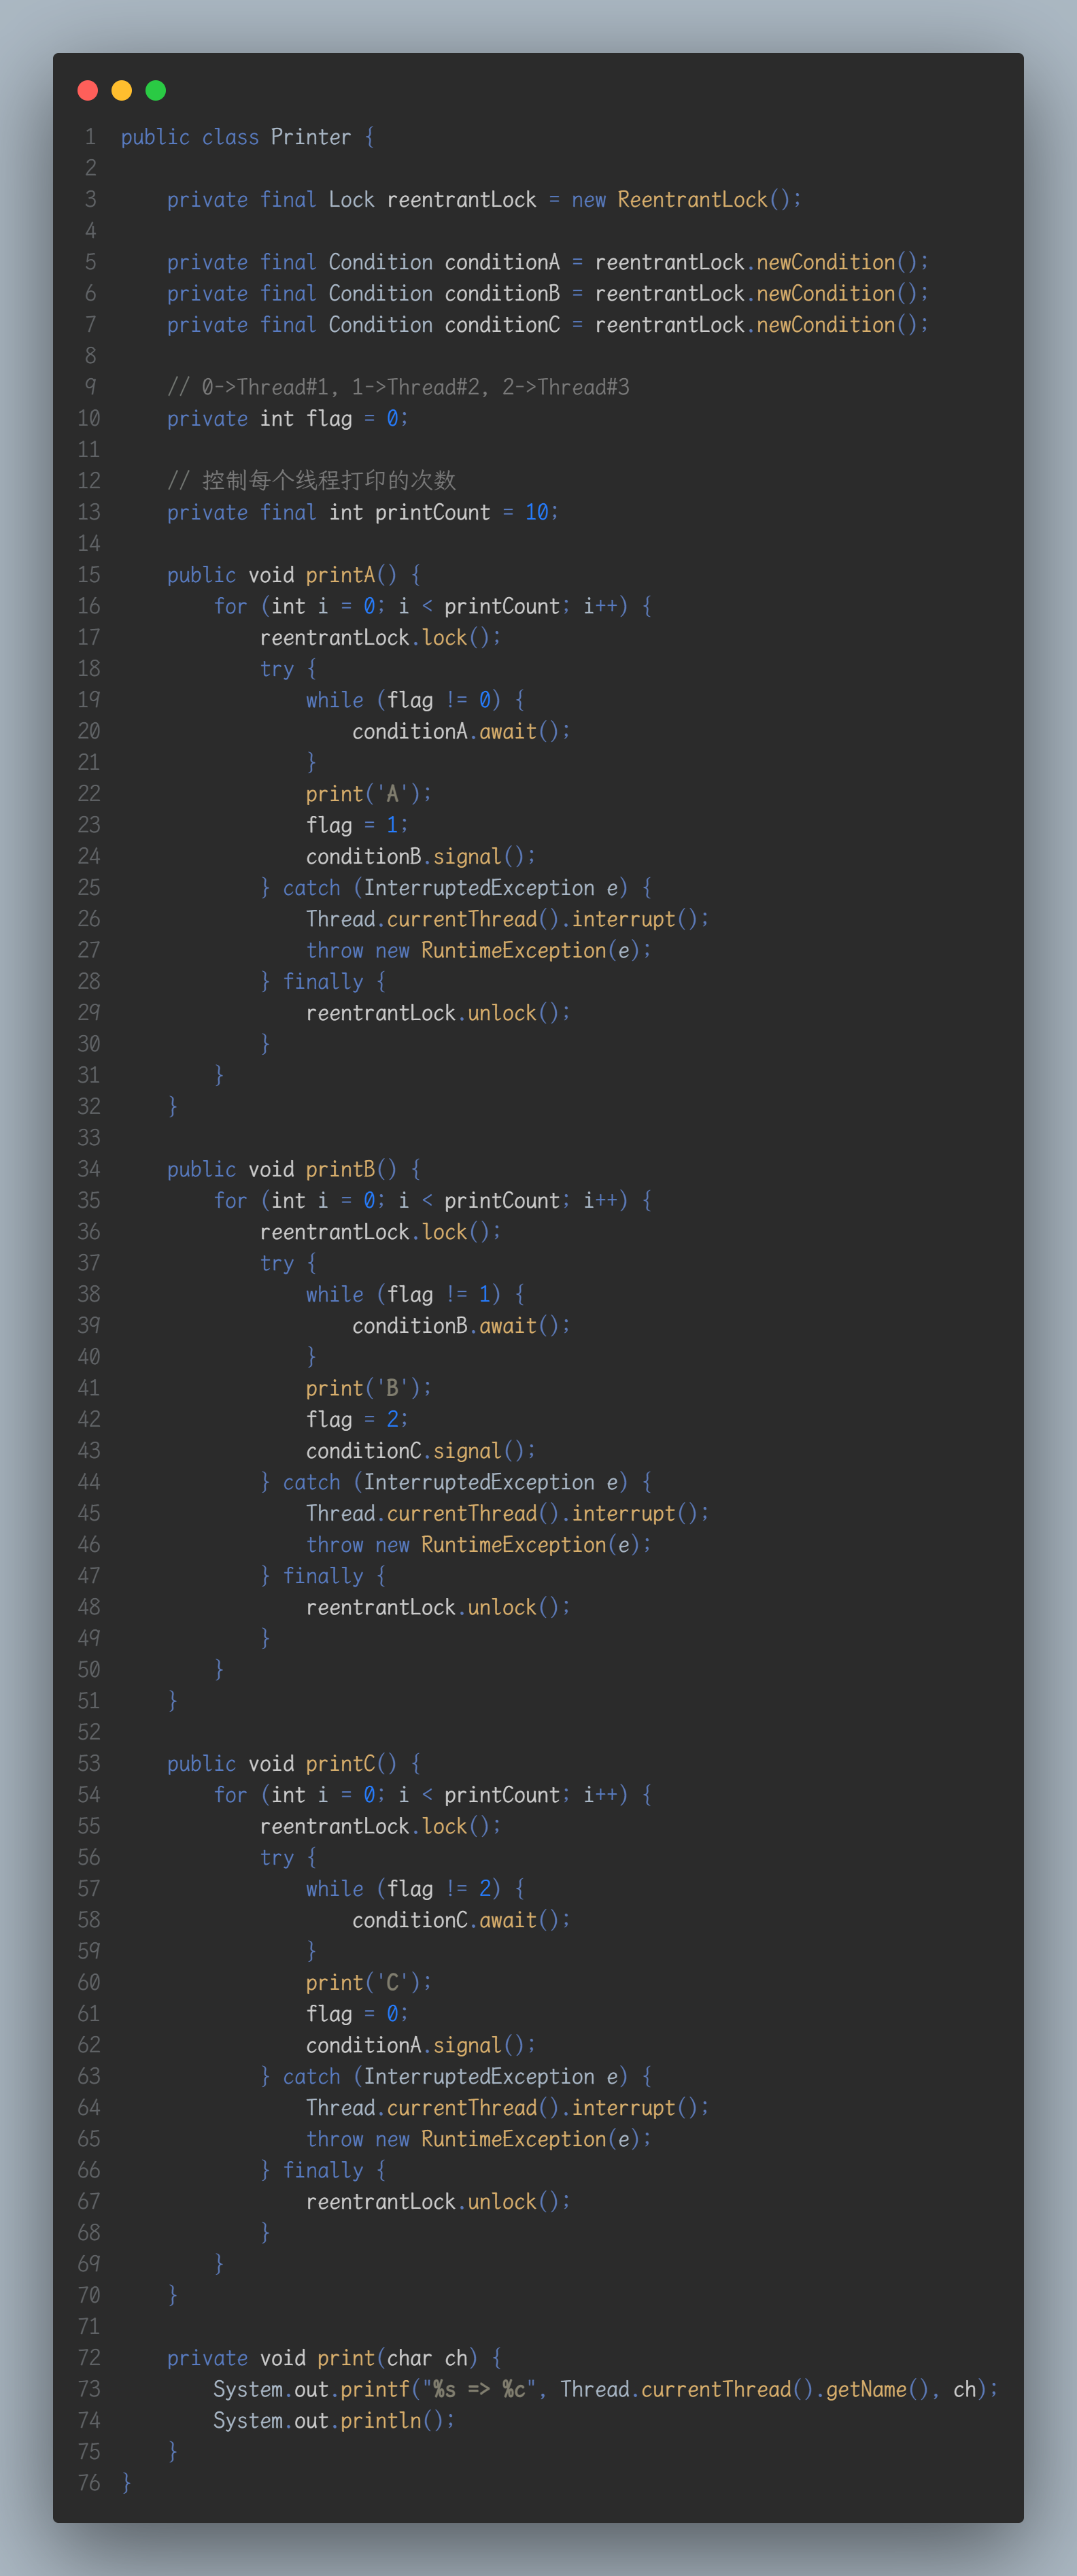 1 public class Printer {
2
3     private final Lock reentrantLock = new ReentrantLock();
4
5     private final Condition conditionA = reentrantLock.newCondition();
6     private final Condition conditionB = reentrantLock.newCondition();
7     private final Condition conditionC = reentrantLock.newCondition();
8
9     // 0->Thread#1, 1->Thread#2, 2->Thread#3
10     private int flag = 0;
11
12     // 控制每个线程打印的次数
13     private final int printCount = 10;
14
15     public void printA() {
16         for (int i = 0; i < printCount; i++) {
17             reentrantLock.lock();
18             try {
19                 while (flag != 0) {
20                     conditionA.await();
21                 }
22                 print('A');
23                 flag = 1;
24                 conditionB.signal();
25             } catch (InterruptedException e) {
26                 Thread.currentThread().interrupt();
27                 throw new RuntimeException(e);
28             } finally {
29                 reentrantLock.unlock();
30             }
31         }
32     }
33
34     public void printB() {
35         for (int i = 0; i < printCount; i++) {
36             reentrantLock.lock();
37             try {
38                 while (flag != 1) {
39                     conditionB.await();
40                 }
41                 print('B');
42                 flag = 2;
43                 conditionC.signal();
44             } catch (InterruptedException e) {
45                 Thread.currentThread().interrupt();
46                 throw new RuntimeException(e);
47             } finally {
48                 reentrantLock.unlock();
49             }
50         }
51     }
52
53     public void printC() {
54         for (int i = 0; i < printCount; i++) {
55             reentrantLock.lock();
56             try {
57                 while (flag != 2) {
58                     conditionC.await();
59                 }
60                 print('C');
61                 flag = 0;
62                 conditionA.signal();
63             } catch (InterruptedException e) {
64                 Thread.currentThread().interrupt();
65                 throw new RuntimeException(e);
66             } finally {
67                 reentrantLock.unlock();
68             }
69         }
70     }
71
72     private void print(char ch) {
73         System.out.printf("%s => %c", Thread.currentThread().getName(), ch);
74         System.out.println();
75     }
76 }